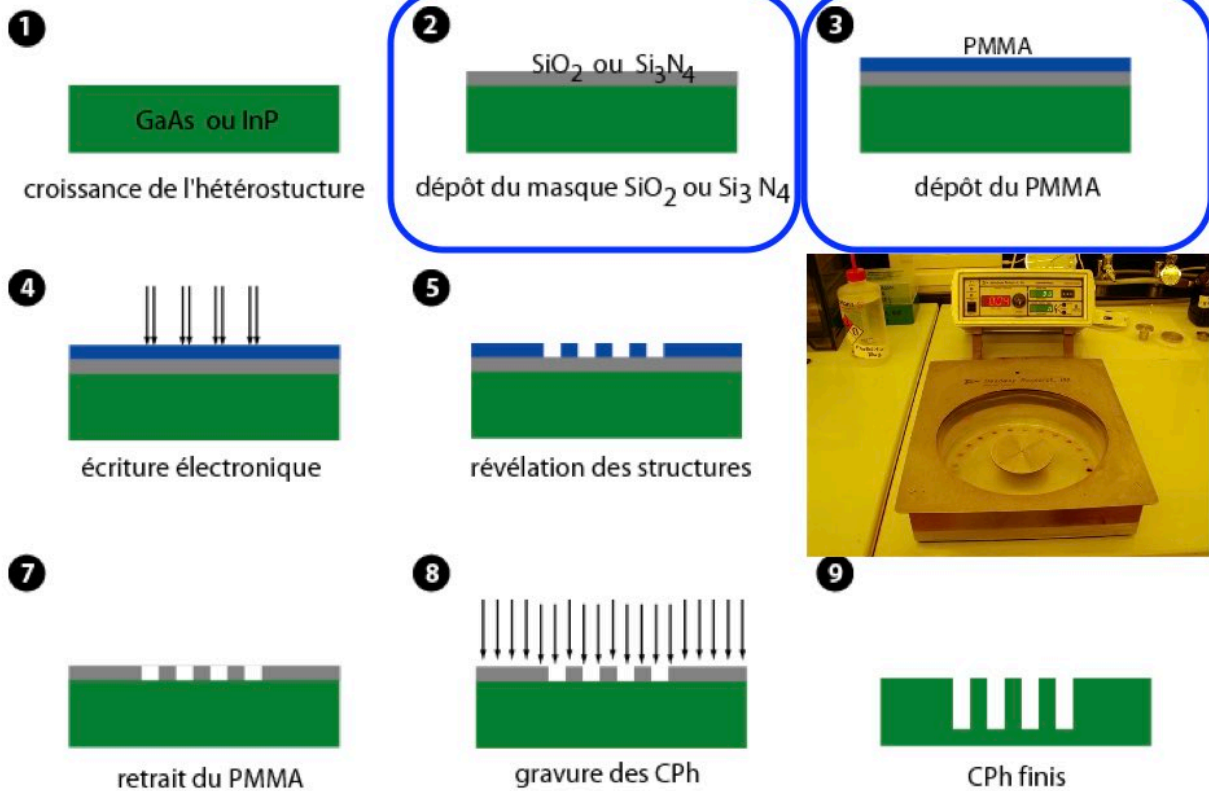 1
GaAs ou InP
croissance de l'hétérostucture
2
SiO2 ou Si3N4
dépôt du masque SiO2 ou Si3 N4
3
PMMA
dépôt du PMMA
4
écriture électronique
5
révélation des structures
7
retrait du PMMA
8
gravure des CPh
9
CPh finis